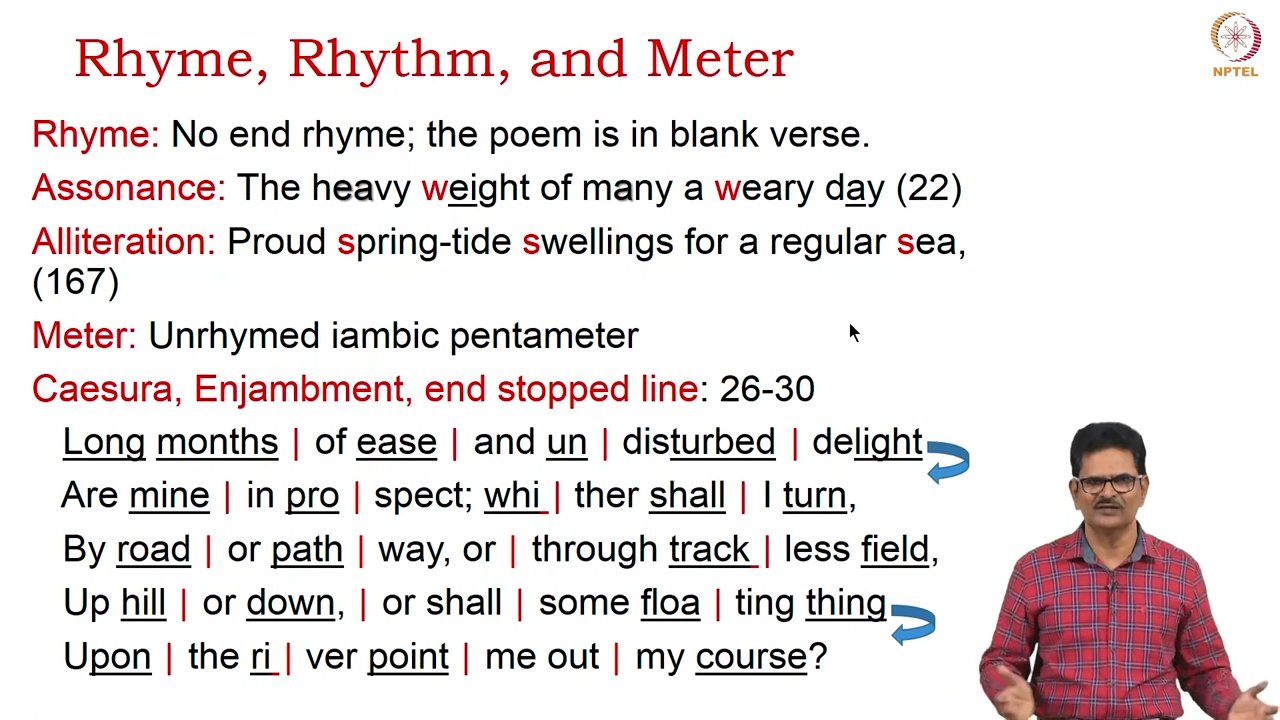 Rhyme, Rhythm, and Meter
NPTEL
Rhyme: No end rhyme; the poem is in blank verse.
Assonance: The heavy weight of many a weary day (22)
Alliteration: Proud spring-tide swellings for a regular sea,
(167)
Meter: Unrhymed iambic pentameter
Caesura, Enjambment, end stopped line: 26-30
Long months | of ease | and un | disturbed | delight
Are mine | in pro | spect; whi | ther shall | I turn,
By road | or path | way, or | through track | less field,
Up hill | or down, | or shall | some floa | ting thing
Upon | the ri | ver point | me out | my course?